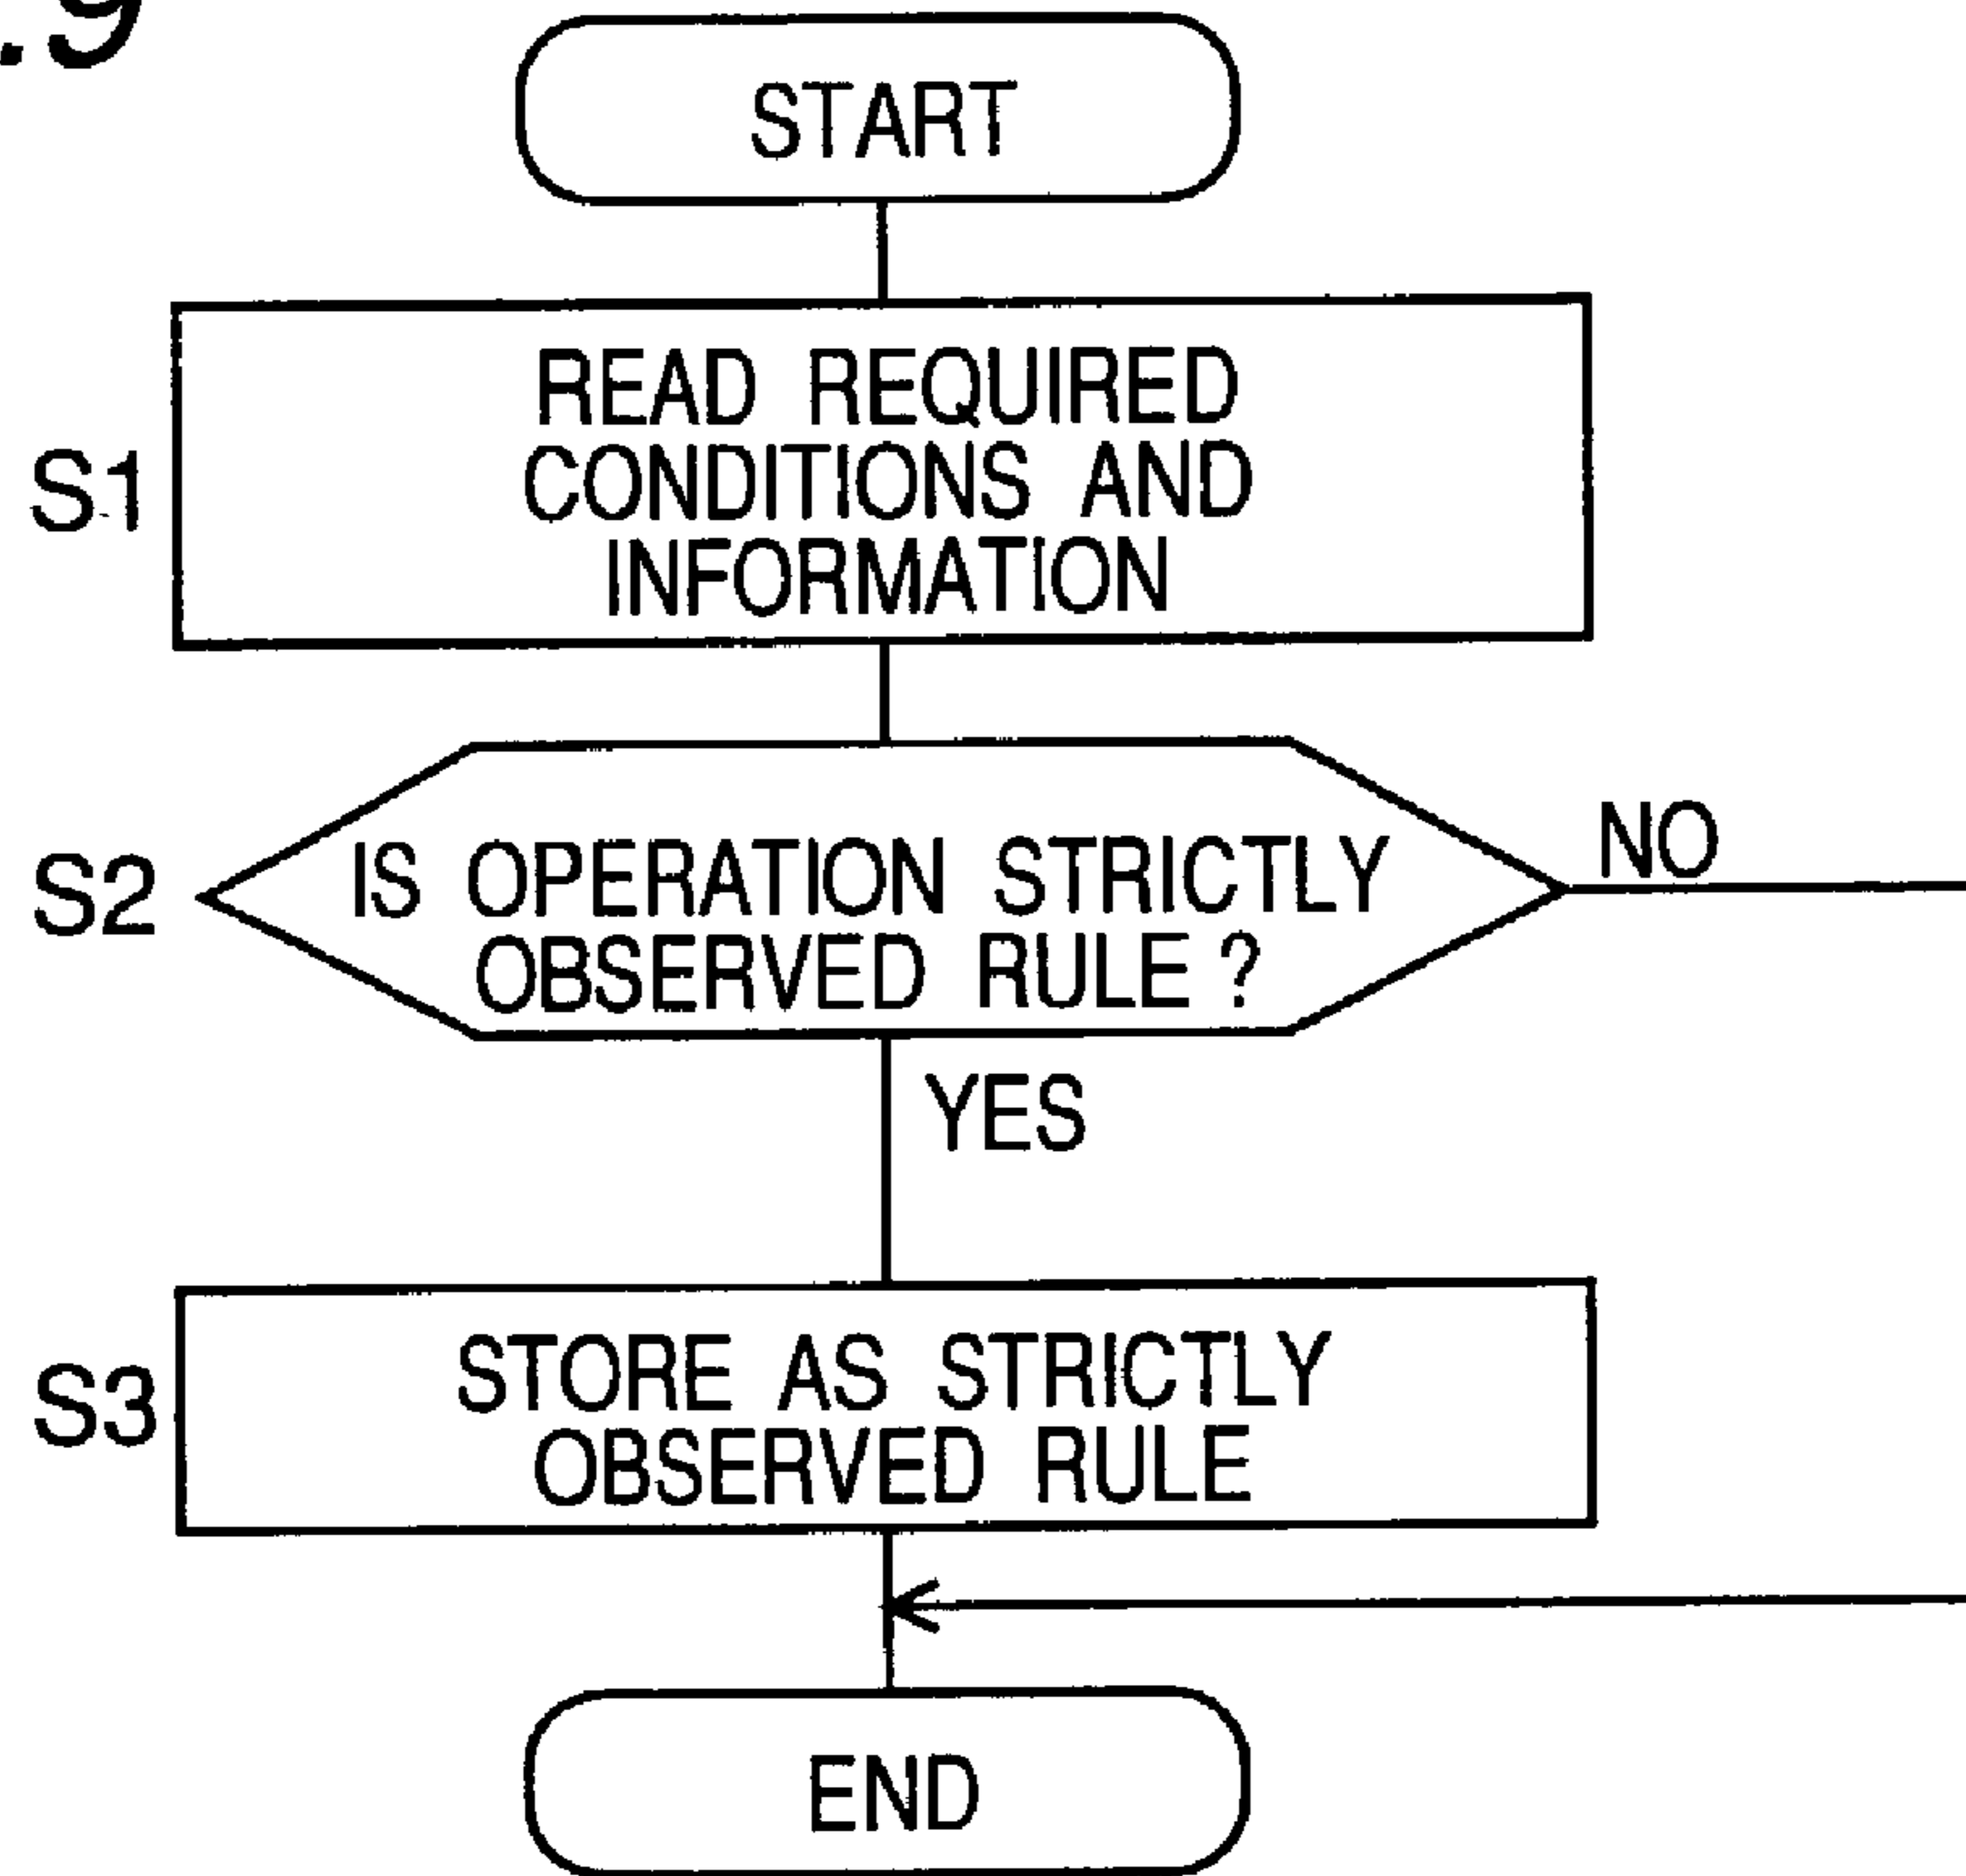 .9
START
S1
READ REQUIRED
CONDITIONS AND
INFORMATION
S2
IS OPERATION STRICTLY
OBSERVED RULE ?
NO
YES
S3
STORE AS STRICTLY
OBSERVED RULE
END